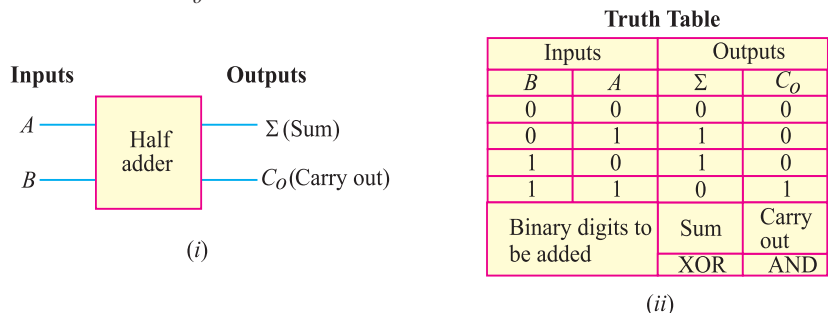 Truth Table
Inputs Outputs
Inputs Outputs
B A Σ C_O
A Half adder Σ (Sum)
B C_O (Carry out)
0 0 0 0
0 1 1 0
1 0 1 0
1 1 0 1
Binary digits to be added Sum Carry out
XOR AND
(i)
(ii)